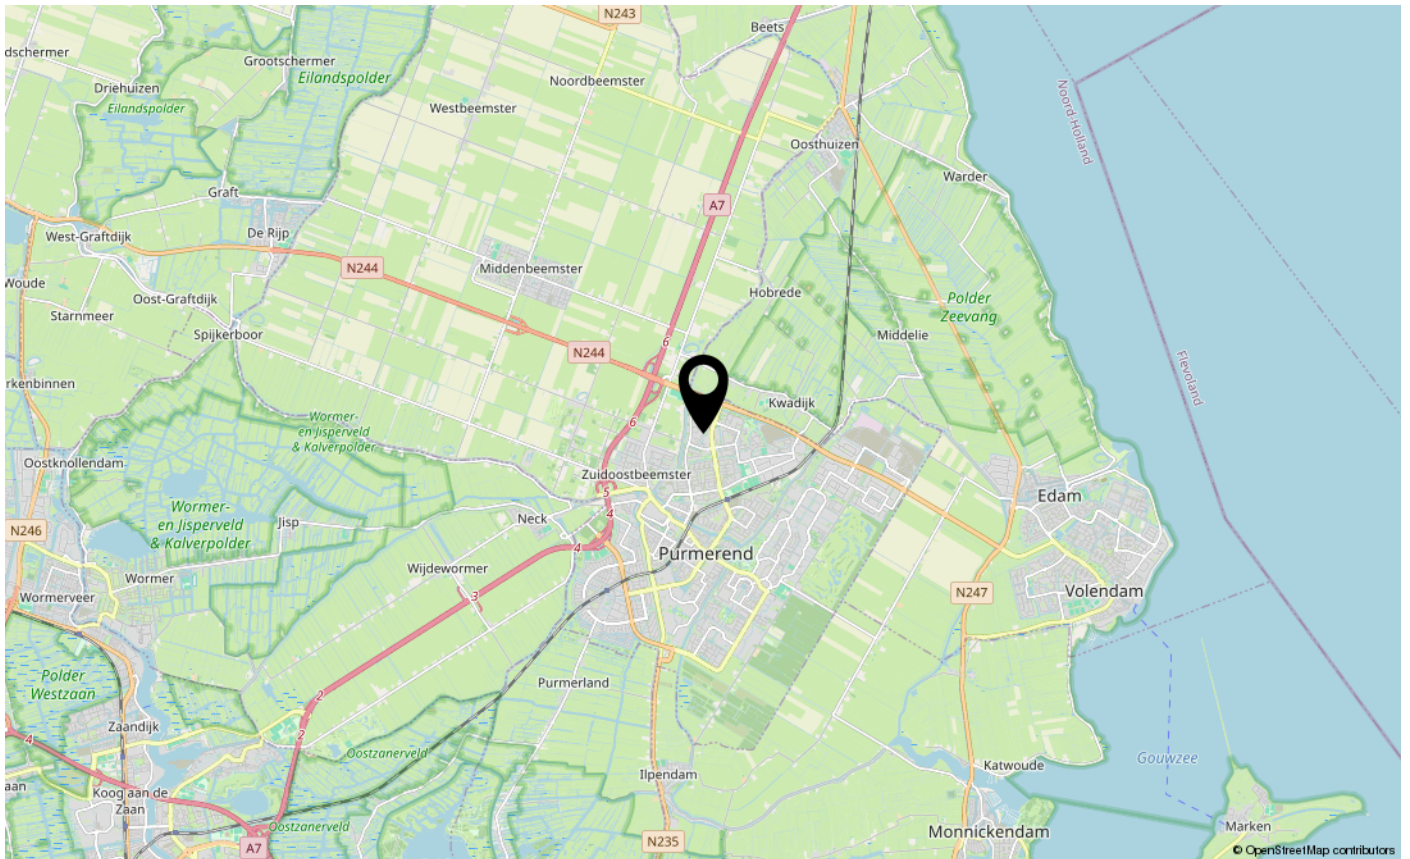 N243
Beets
dschermer
Grootschermer
Eilandspolder
Noordbeemster
Driehuizen
Eilandspolder
Westbeemster
Noord-Holland
Oosthuizen
Warder
Graft
A7
West-Graftdijk
De Rijp
N244
Middenbeemster
Woude
Oost-Graftdijk
Hobrede
Polder
Zeevang
Starnmeer
Spijkerboor
Middelie
6
N244
Flevoland
rkenbinnen
Kwadijk
Wormer-
en Jisperveld
& Kalverpolder
6
Oostknollendam
Zuidoostbeemster
5
Edam
Wormer-
en Jisperveld
& Kalverpolder
4
Jisp
Neck
N246
4
Purmerend
Wijdewormer
Wormer
Wormerveer
3
N247
Volendam
Polder
Westzaan
Purmerland
2
Zaandijk
2
4
Oostzanerveld
Gouwzee
Katwoude
Ilpendam
aan
Koog aan de
Zaan
Oostzanerveld
Marken
Monnickendam
N235
A7
© OpenStreetMap contributors